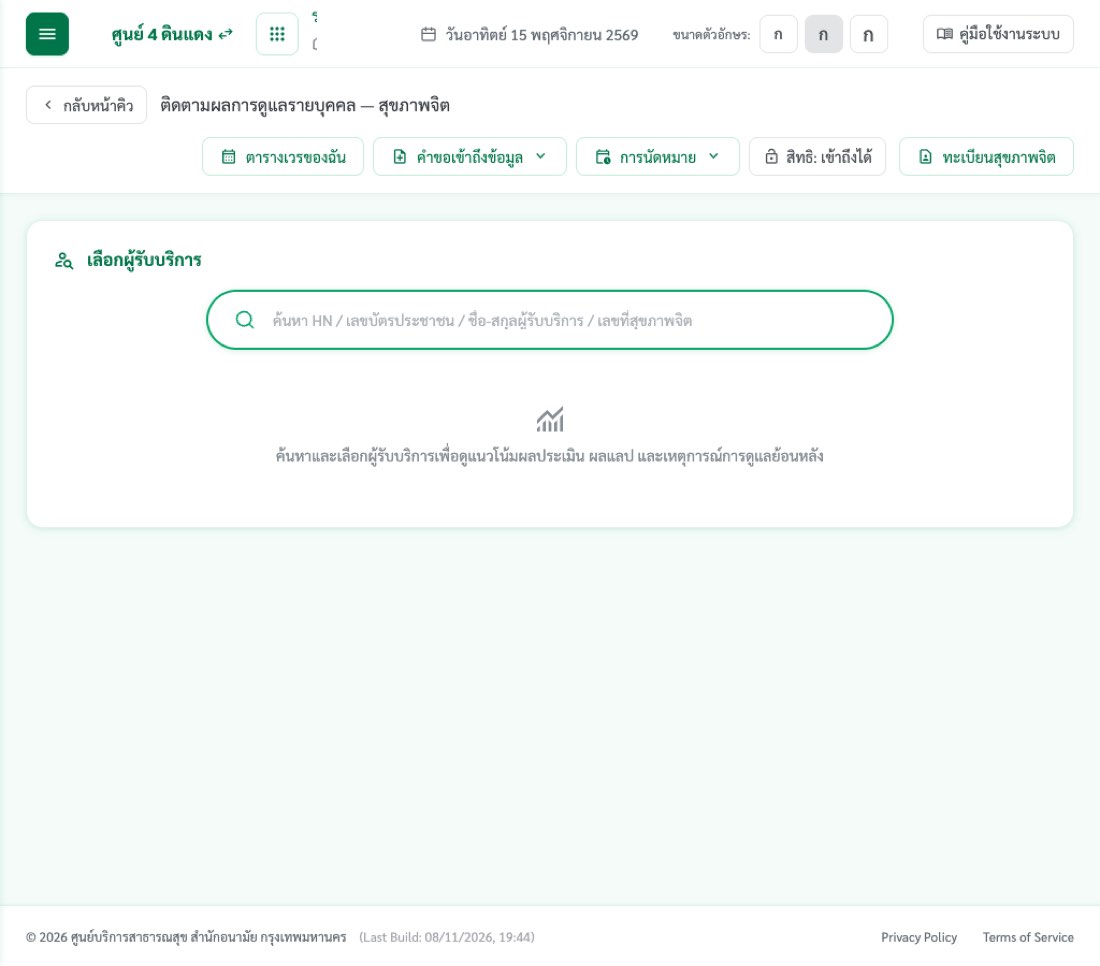 ศูนย์ 4 ดินแดง
วันอาทิตย์ 15 พฤศจิกายน 2569
ขนาดตัวอักษร:
ก
ก
ก
คู่มือใช้งานระบบ
กลับหน้าคิว
ติดตามผลการดูแลรายบุคคล — สุขภาพจิต
ตารางเวรของฉัน
คำขอเข้าถึงข้อมูล
การนัดหมาย
สิทธิ: เข้าถึงได้
ทะเบียนสุขภาพจิต
เลือกผู้รับบริการ
ค้นหา HN / เลขบัตรประชาชน / ชื่อ-สกุลผู้รับบริการ / เลขที่สุขภาพจิต
ค้นหาและเลือกผู้รับบริการเพื่อดูแนวโน้มผลประเมิน ผลแลป และเหตุการณ์การดูแลย้อนหลัง
© 2026 ศูนย์บริการสาธารณสุข สำนักอนามัย กรุงเทพมหานคร
(Last Build: 08/11/2026, 19:44)
Privacy Policy
Terms of Service